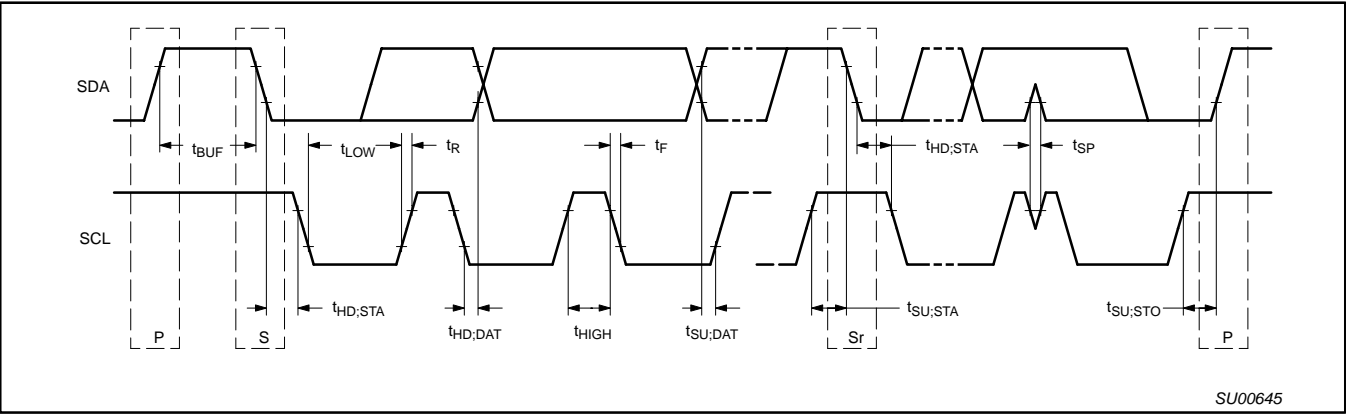 SDA
tBUF
tLOW
tR
tF
tHD;STA
tSP
SCL
tHD;STA
tHD;DAT
tHIGH
tSU;DAT
tSU;STA
tSU;STO
P
S
Sr
P
SU00645